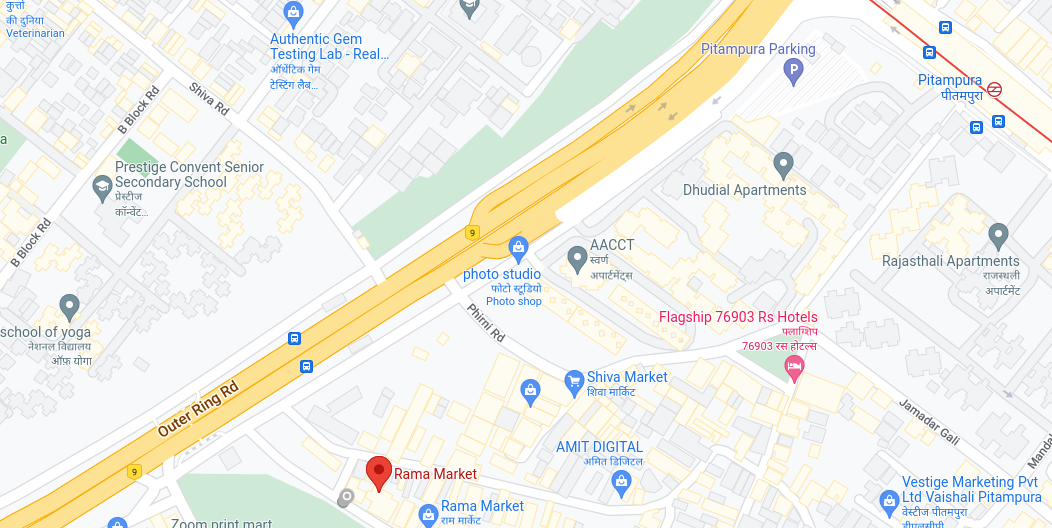 कुत्तों
की दुनिया
Veterinarian
Authentic Gem
Testing Lab - Real...
ऑथेंटिक गेम
टेस्टिंग लैब...
Pitampura Parking
P
Pitampura
पीतमपुरा
B Block Rd
Shiva Rd
a
Prestige Convent Senior
Secondary School
प्रेस्टीज
कॉन्वेंट...
Dhudial Apartments
B Block Rd
9
AACCT
स्वर्ण
अपार्टमेंट्स
Rajasthali Apartments
राजस्थली
अपार्टमेंट
photo studio
फोटो स्टूडियो
Photo shop
Phirni Rd
Flagship 76903 Rs Hotels
फ्लागशिप
76903 रस होटल्स
school of yoga
नेशनल विद्यालय
ऑफ़ योगा
Shiva Market
शिवा मार्किट
Outer Ring Rd
Jamadar Gali
AMIT DIGITAL
अमित डिजिटल
9
Rama Market
Rama Market
राम मार्केट
Vestige Marketing Pvt
Ltd Vaishali Pitampura
वेस्टीज पीतमपुरा
Zoom print mart